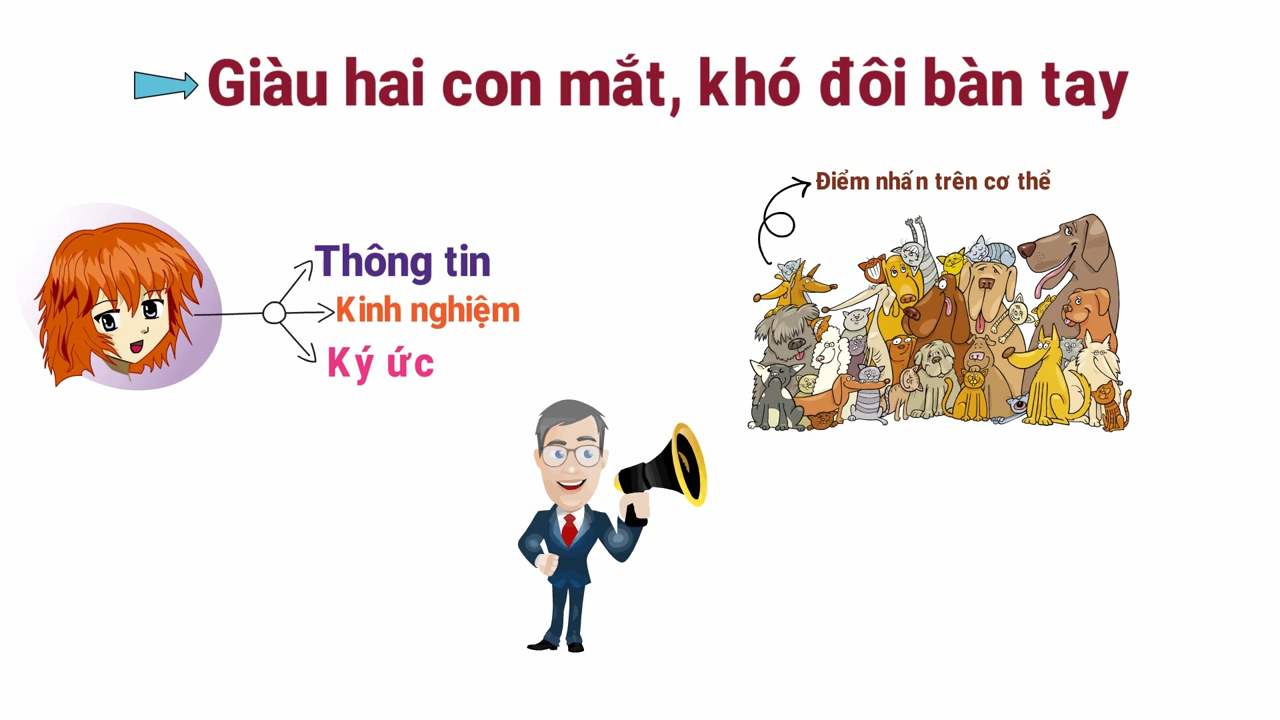 Giàu hai con mắt, khó đôi bàn tay
Điểm nhấn trên cơ thể
Thông tin
Kinh nghiệm
Ký ức